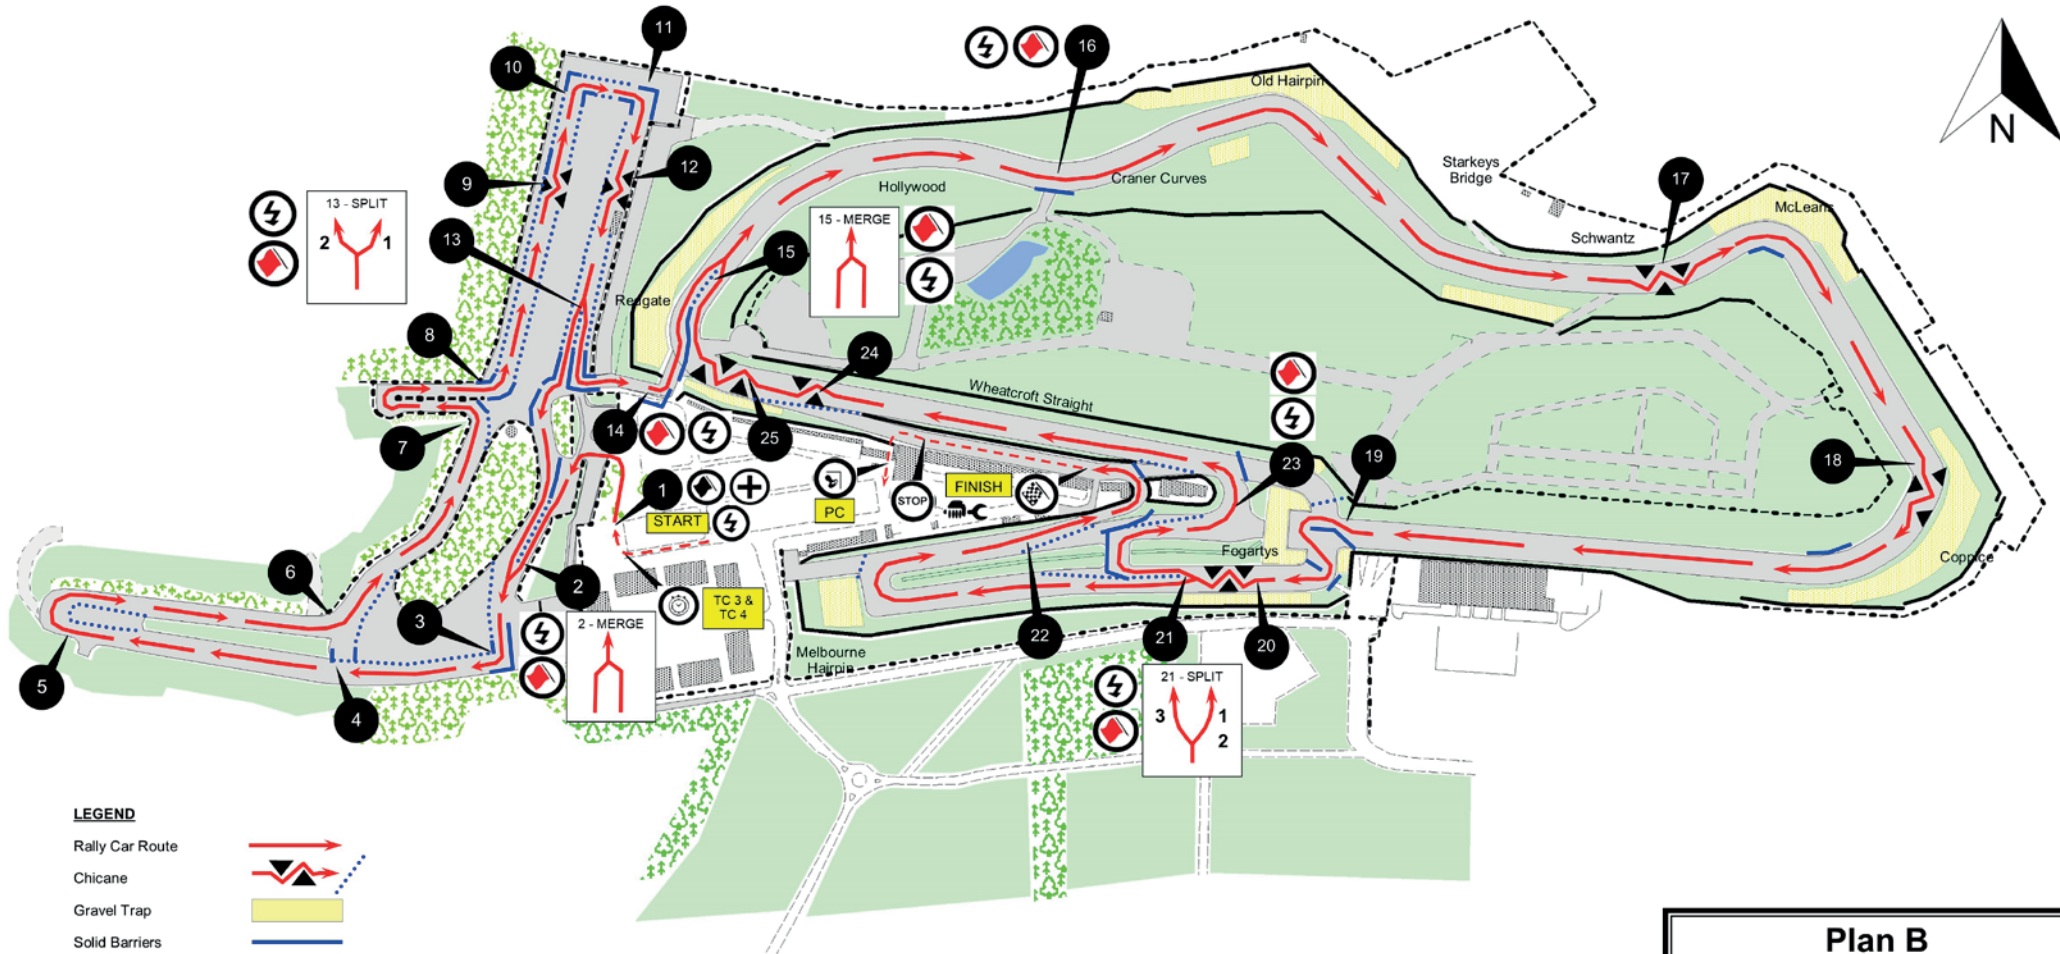 11
16
10
Old Hairpin
N
Starkeys
Bridge
12
9
17
Hollywood
Craner Curves
13 - SPLIT
2
1
McLeans
15 - MERGE
13
15
Schwantz
Redgate
8
24
Wheatcroft Straight
7
14
25
19
18
23
1
FINISH
STOP
START
PC
Fogartys
Coppice
6
2
TC 3 &
TC 4
3
2 - MERGE
22
21
20
Melbourne
Hairpin
5
4
21 - SPLIT
3
1
2
LEGEND
Rally Car Route
Chicane
Gravel Trap
Solid Barriers
Plan B